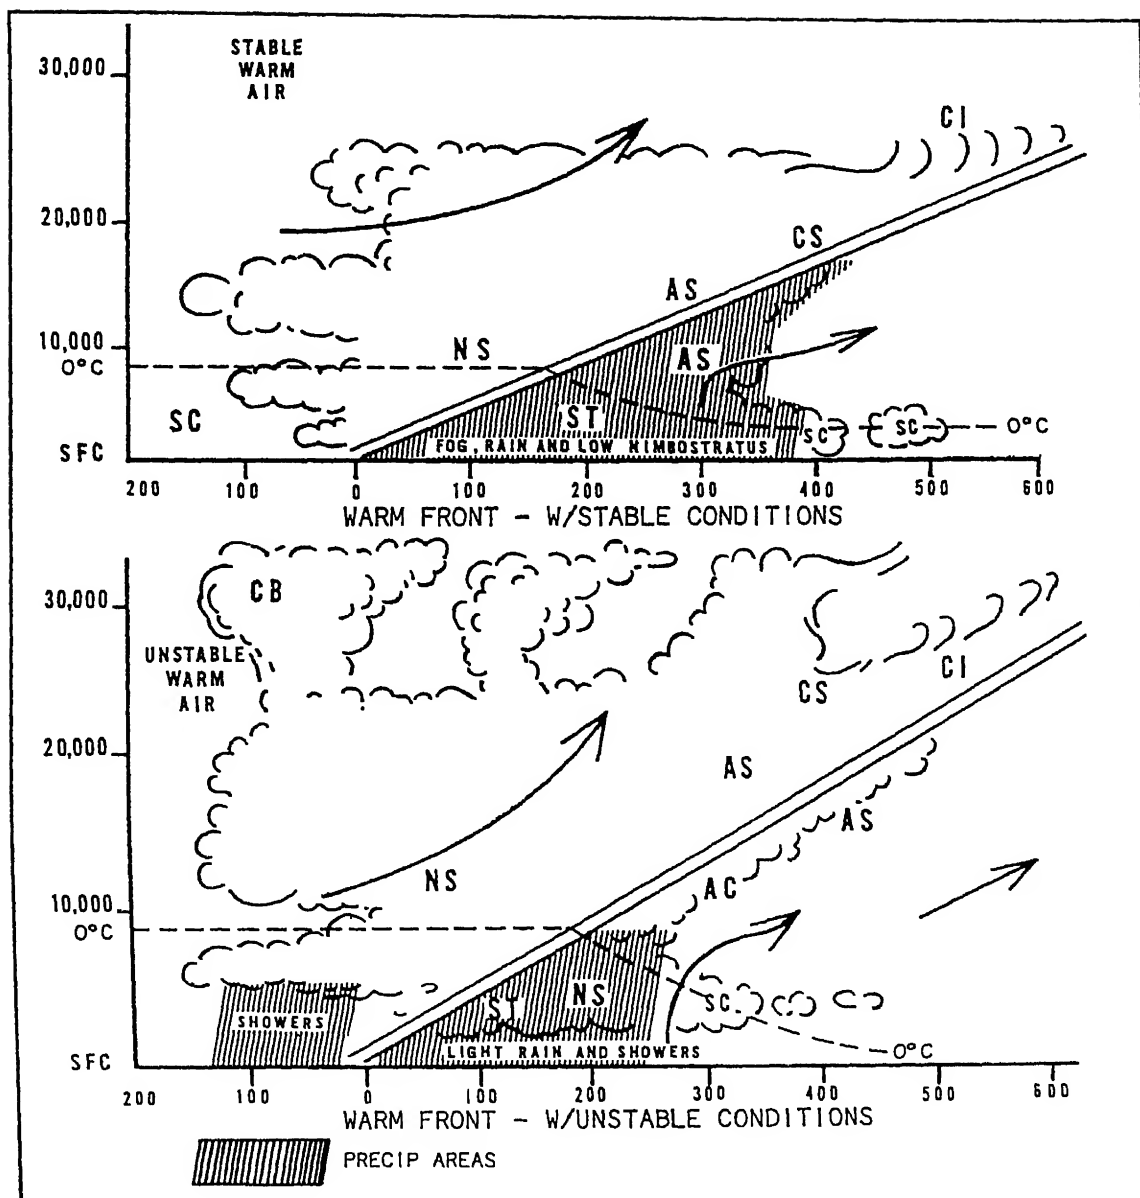 STABLE
WARM
AIR
30,000
20,000
10,000
0°C
SFC
CI
CS
AS
NS
AS
SC
ST
SC
SC
0°C
FOG, RAIN AND LOW NIMBOSTRATUS
200 100 0 100 200 300 400 500 600
WARM FRONT - W/STABLE CONDITIONS
CB
30,000
UNSTABLE
WARM
AIR
20,000
10,000
0°C
SFC
CI
CS
AS
AS
NS
AC
ST
NS
SC
0°C
SHOWERS
LIGHT RAIN AND SHOWERS
200 100 0 100 200 300 400 500 600
WARM FRONT - W/UNSTABLE CONDITIONS
PRECIP AREAS